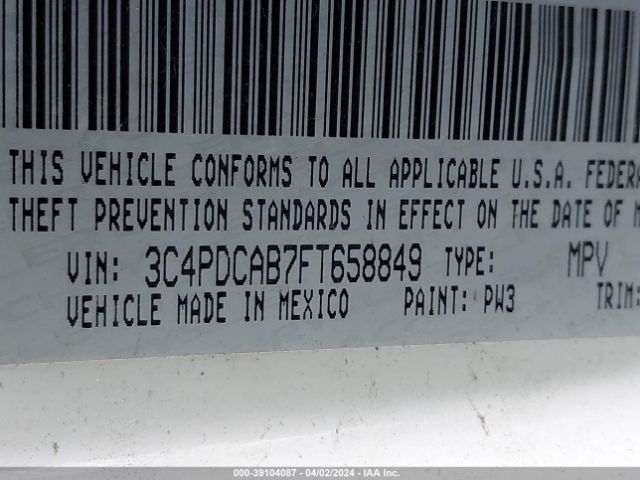 THIS VEHICLE CONFORMS TO ALL APPLICABLE U.S.A. FEDERA
THEFT PREVENTION STANDARDS IN EFFECT ON THE DATE OF M
VIN: 3C4PDCAB7FT658849 TYPE: MPV
VEHICLE MADE IN MEXICO PAINT: PW3 TRIM:
000-39104087 - 04/02/2024 - IAA Inc.